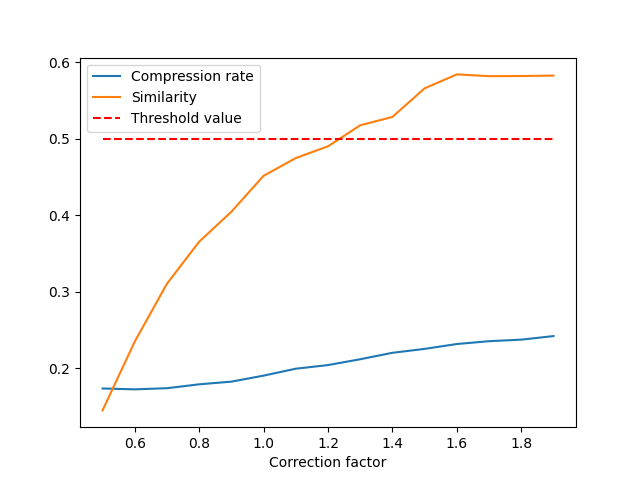 0.6
Compression rate
Similarity
Threshold value
0.5
0.4
0.3
0.2
0.6 0.8 1.0 1.2 1.4 1.6 1.8
Correction factor